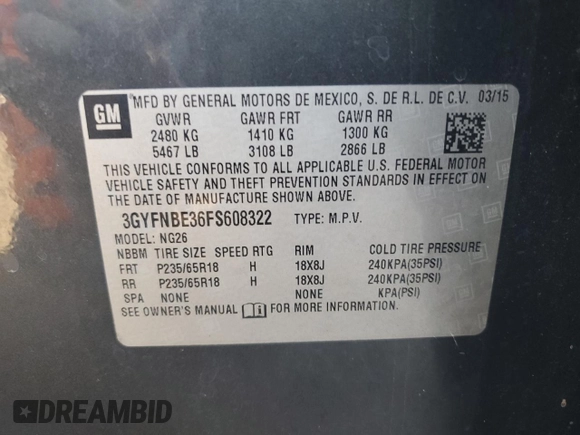 GM
MFD BY GENERAL MOTORS DE MEXICO, S. DE R.L. DE C.V. 03/15
GVWR GAWR FRT GAWR RR
2480 KG 1410 KG 1300 KG
5467 LB 3108 LB 2866 LB
THIS VEHICLE CONFORMS TO ALL APPLICABLE U.S. FEDERAL MOTOR
VEHICLE SAFETY AND THEFT PREVENTION STANDARDS IN EFFECT ON
THE DATE OF MANUFACTURE SHOWN ABOVE.
3GYFNBE36FS608322 TYPE: M.P.V.
MODEL: NG26
NBBM TIRE SIZE SPEED RTG RIM COLD TIRE PRESSURE
FRT P235/65R18 H 18X8J 240KPA(35PSI)
RR P235/65R18 H 18X8J 240KPA(35PSI)
SPA NONE NONE KPA(PSI)
SEE OWNER'S MANUAL FOR MORE INFORMATION.
DREAMBID